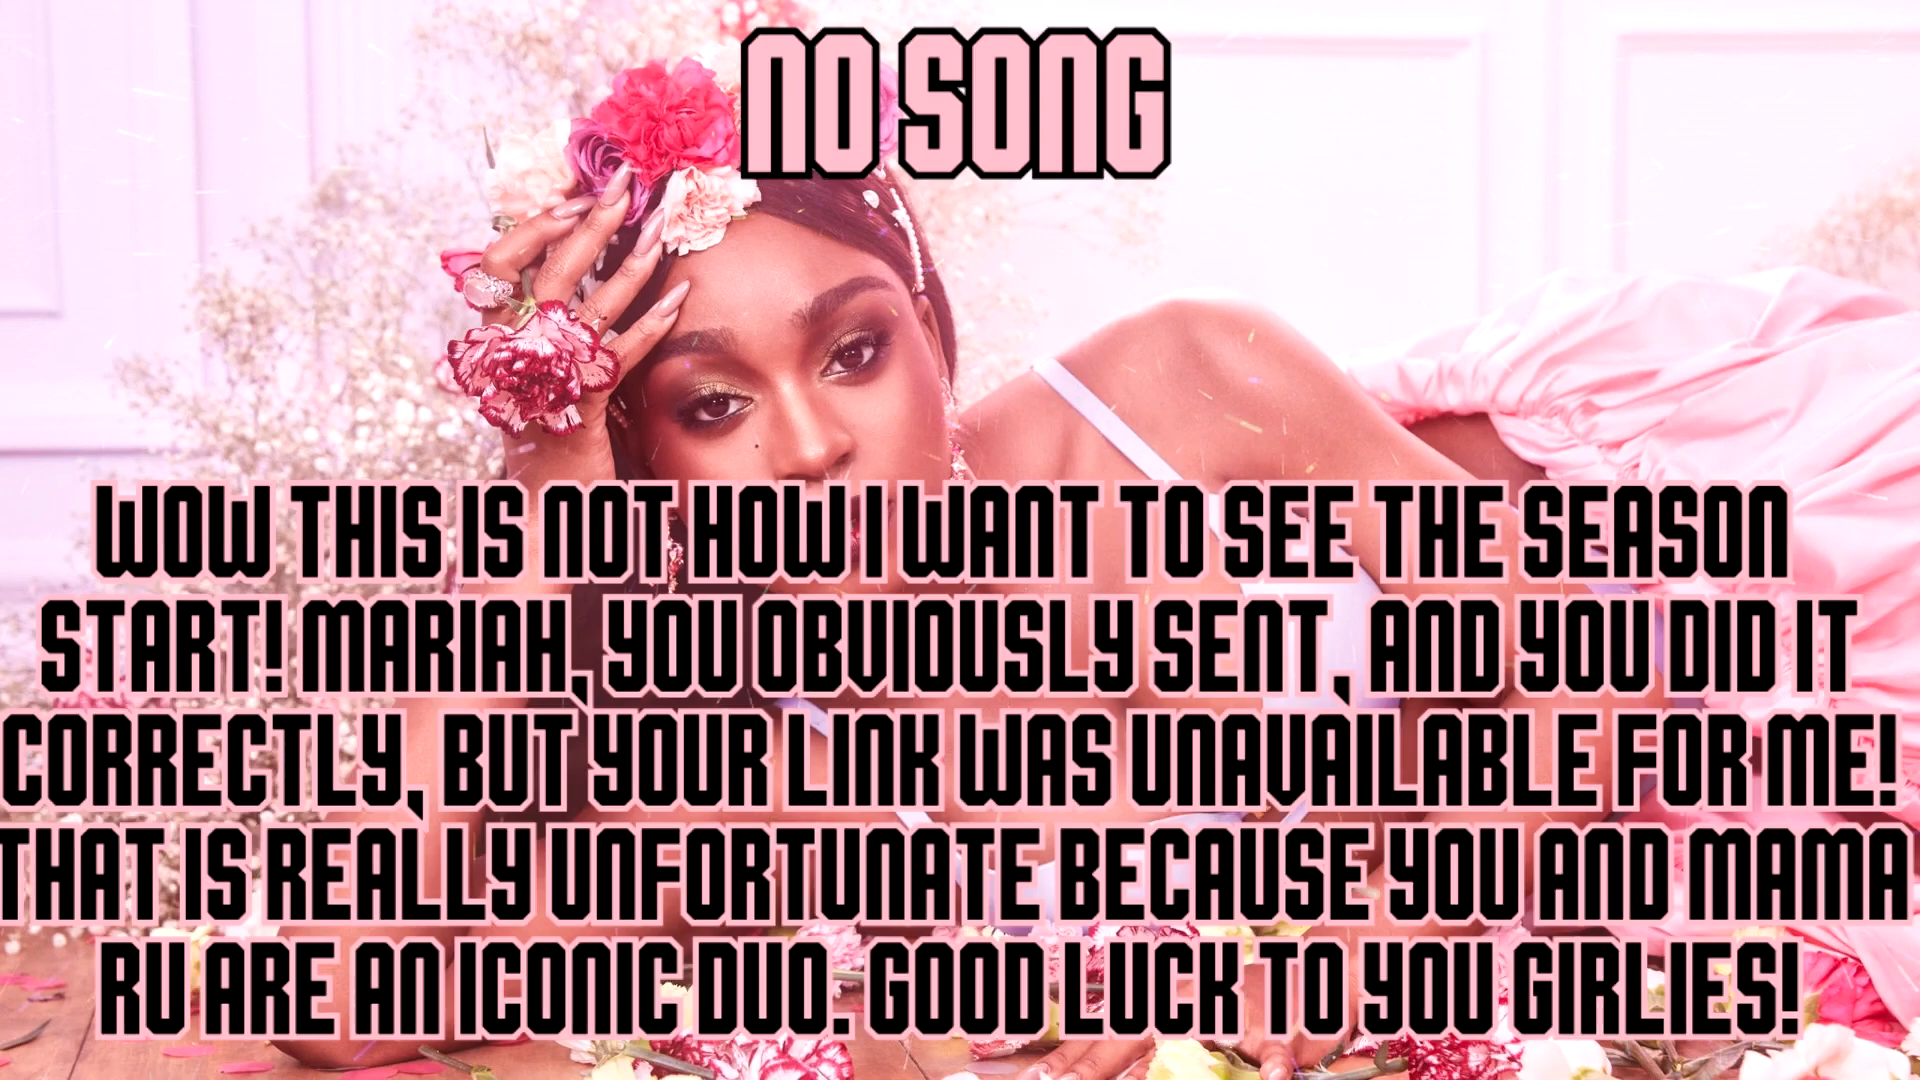 NO SONG
WOW THIS IS NOT HOW I WANT TO SEE THE SEASON
START! MARIAH, YOU OBVIOUSLY SENT, AND YOU DID IT
CORRECTLY, BUT YOUR LINK WAS UNAVAILABLE FOR ME!
THAT IS REALLY UNFORTUNATE BECAUSE YOU AND MAMA
RU ARE AN ICONIC DUO. GOOD LUCK TO YOU GIRLIES!